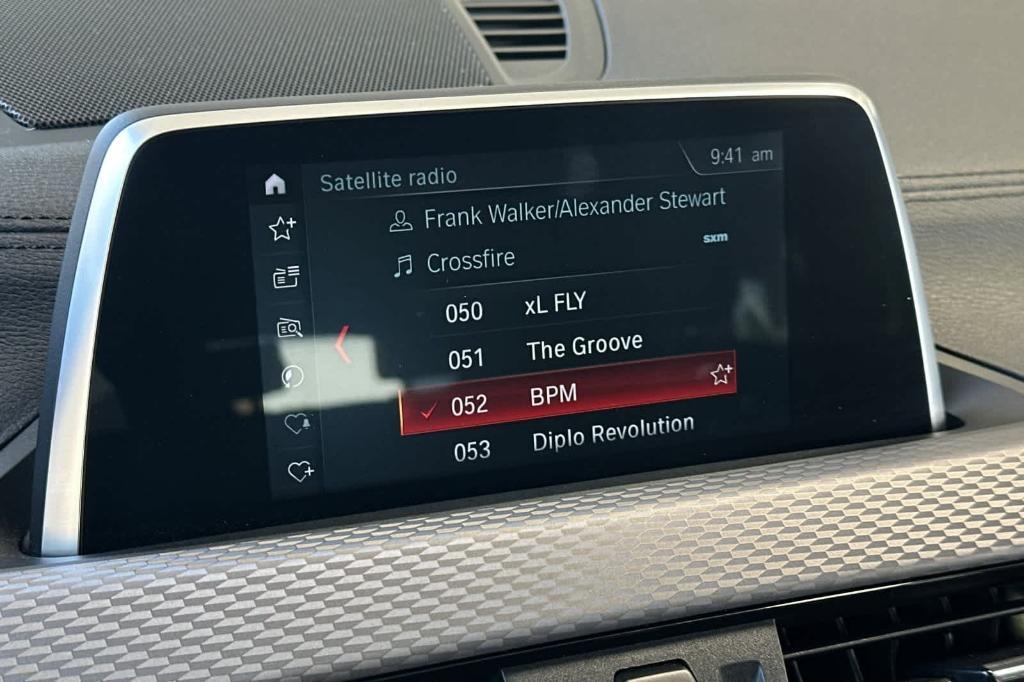 Satellite radio
9:41 am
Frank Walker/Alexander Stewart
sxm
Crossfire
050 xL FLY
051 The Groove
052 BPM
053 Diplo Revolution